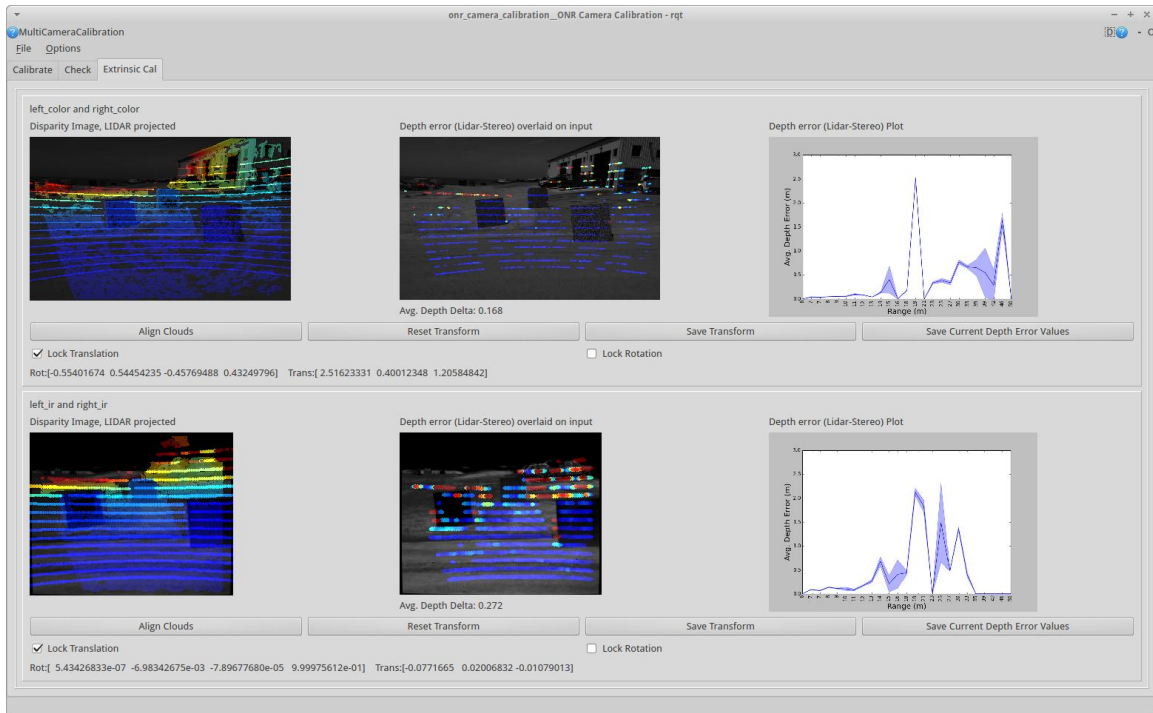 onr_camera_calibration__ONR Camera Calibration - rqt
MultiCameraCalibration
File Options
Calibrate Check Extrinsic Cal
left_color and right_color
Disparity Image, LIDAR projected
Depth error (Lidar-Stereo) overlaid on input
Depth error (Lidar-Stereo) Plot
Avg. Depth Error (m)
Range (m)
Avg. Depth Delta: 0.168
Align Clouds Reset Transform Save Transform Save Current Depth Error Values
Lock Translation Lock Rotation
Rot:[-0.55401674 0.54454235 -0.45769488 0.43249796] Trans:[ 2.51623331 0.40012348 1.20584842]
left_ir and right_ir
Disparity Image, LIDAR projected
Depth error (Lidar-Stereo) overlaid on input
Depth error (Lidar-Stereo) Plot
Avg. Depth Error (m)
Range (m)
Avg. Depth Delta: 0.272
Align Clouds Reset Transform Save Transform Save Current Depth Error Values
Lock Translation Lock Rotation
Rot:[ 5.43426833e-07 -6.98342675e-03 -7.89677680e-05 9.99975612e-01] Trans:[-0.0771665 0.02006832 -0.01079013]